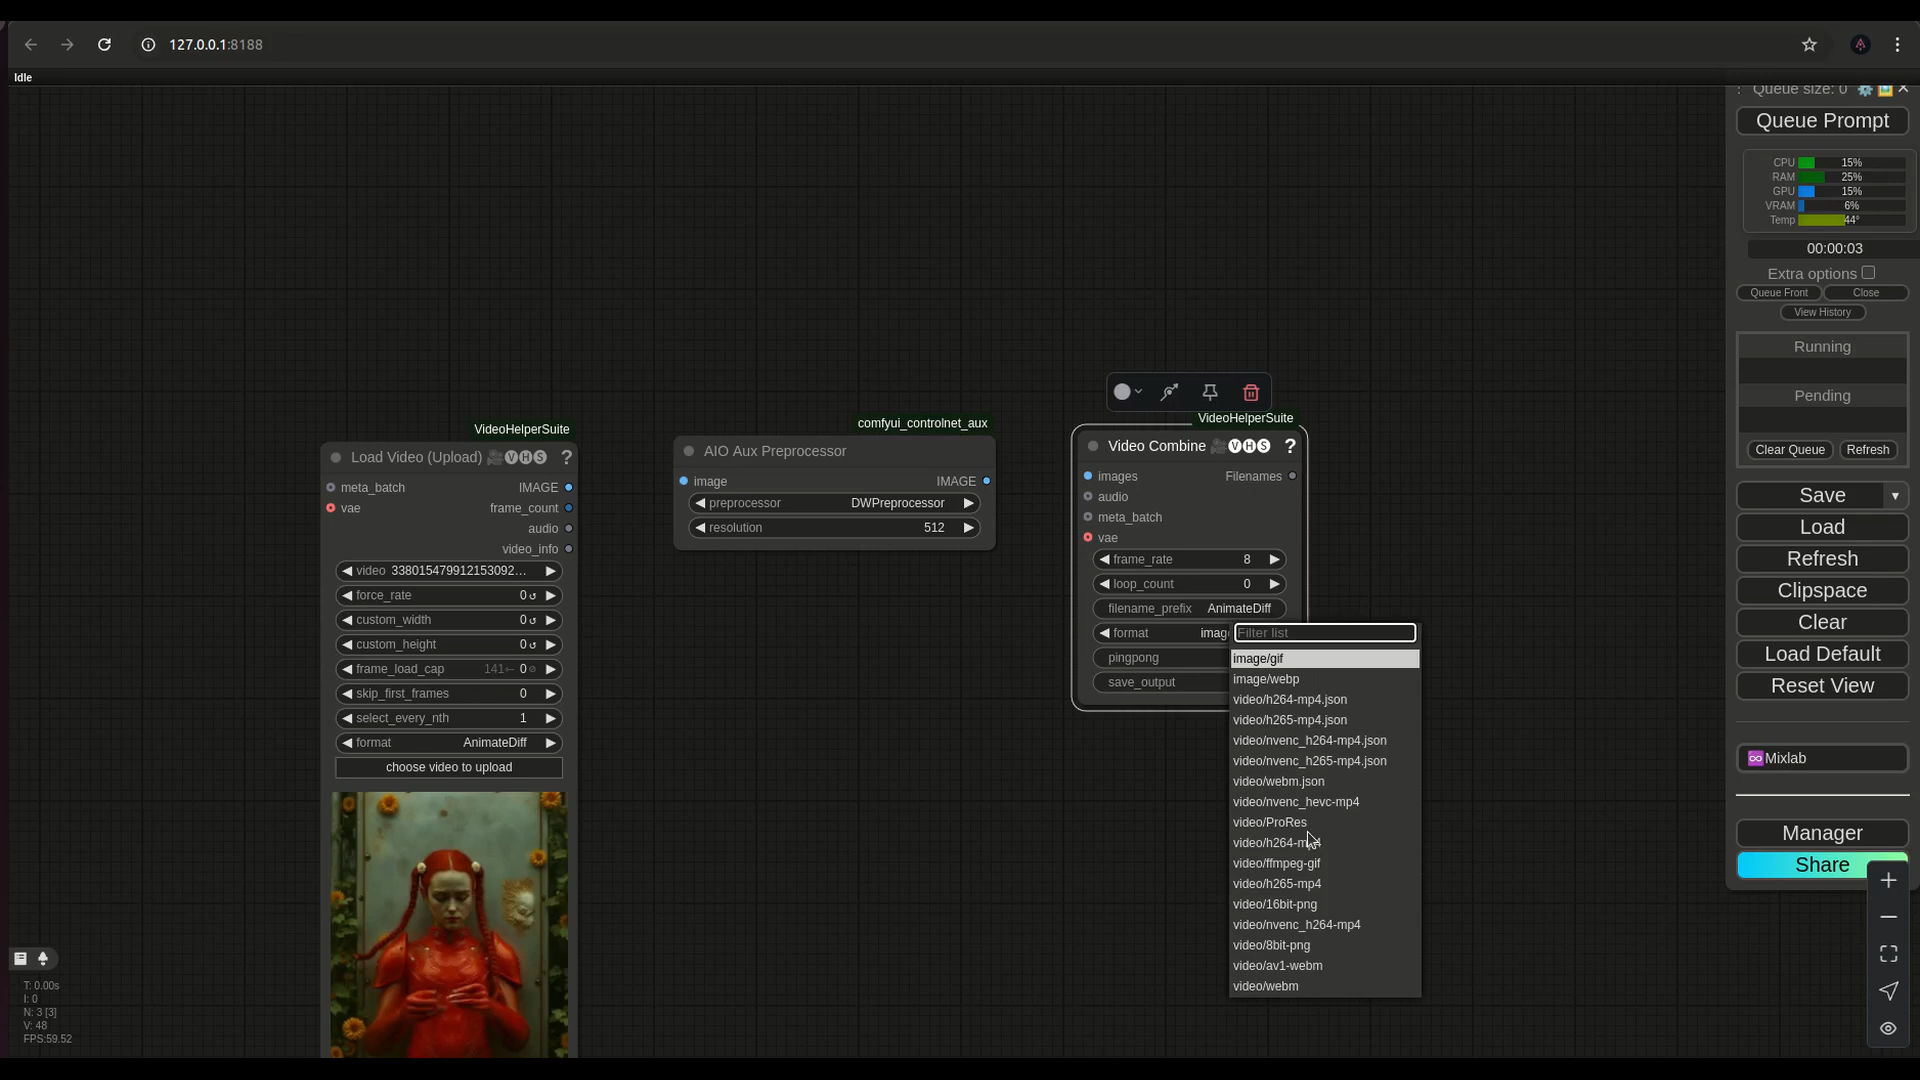 127.0.0.1:8188
Idle
Queue size: 0
Queue Prompt
CPU 15%
RAM 25%
GPU 15%
VRAM 6%
Temp 44°
00:00:03
Extra options
Queue Front Close
View History
Running
Pending
Clear Queue Refresh
Save ▼
Load
Refresh
Clipspace
Clear
Load Default
Reset View
Mixlab
Manager
Share
VideoHelperSuite
Load Video (Upload) VHS ?
meta_batch IMAGE
vae frame_count
audio
video_info
video 338015479912153092...
force_rate 0
custom_width 0
custom_height 0
frame_load_cap 141← 0
skip_first_frames 0
select_every_nth 1
format AnimateDiff
choose video to upload
comfyui_controlnet_aux
AIO Aux Preprocessor
image IMAGE
preprocessor DWPreprocessor
resolution 512
VideoHelperSuite
Video Combine VHS ?
images Filenames
audio
meta_batch
vae
frame_rate 8
loop_count 0
filename_prefix AnimateDiff
format imag
pingpong
save_output
Filter list
image/gif
image/webp
video/h264-mp4.json
video/h265-mp4.json
video/nvenc_h264-mp4.json
video/nvenc_h265-mp4.json
video/webm.json
video/nvenc_hevc-mp4
video/ProRes
video/h264-mp4
video/ffmpeg-gif
video/h265-mp4
video/16bit-png
video/nvenc_h264-mp4
video/8bit-png
video/av1-webm
video/webm
T: 0.00s
I: 0
N: 3 [3]
V: 48
FPS:59.52